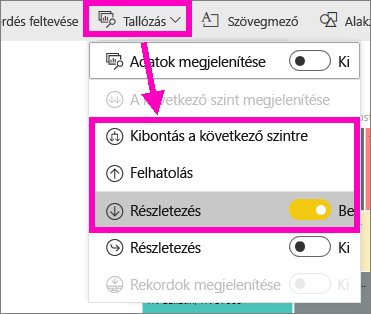 rdés feltevése Tallózás Szövegmező Alak
Adatok megjelenítése Ki
A következő szint megjelenítése
Kibontás a következő szintre
Felhatolás
Részletezés Be
Részletezés Ki
Rekordok megjelenítése Ki